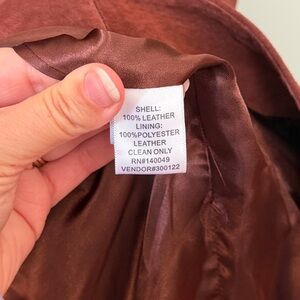 SHELL:
100% LEATHER
LINING:
100%POLYESTER
LEATHER
CLEAN ONLY
RN#140049
VENDOR#300122